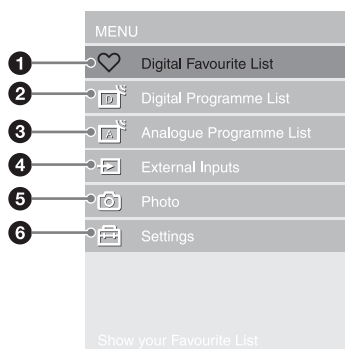 MENU
1 Digital Favourite List
2 D Digital Programme List
3 A Analogue Programme List
4 External Inputs
5 Photo
6 Settings
Show your Favourite List